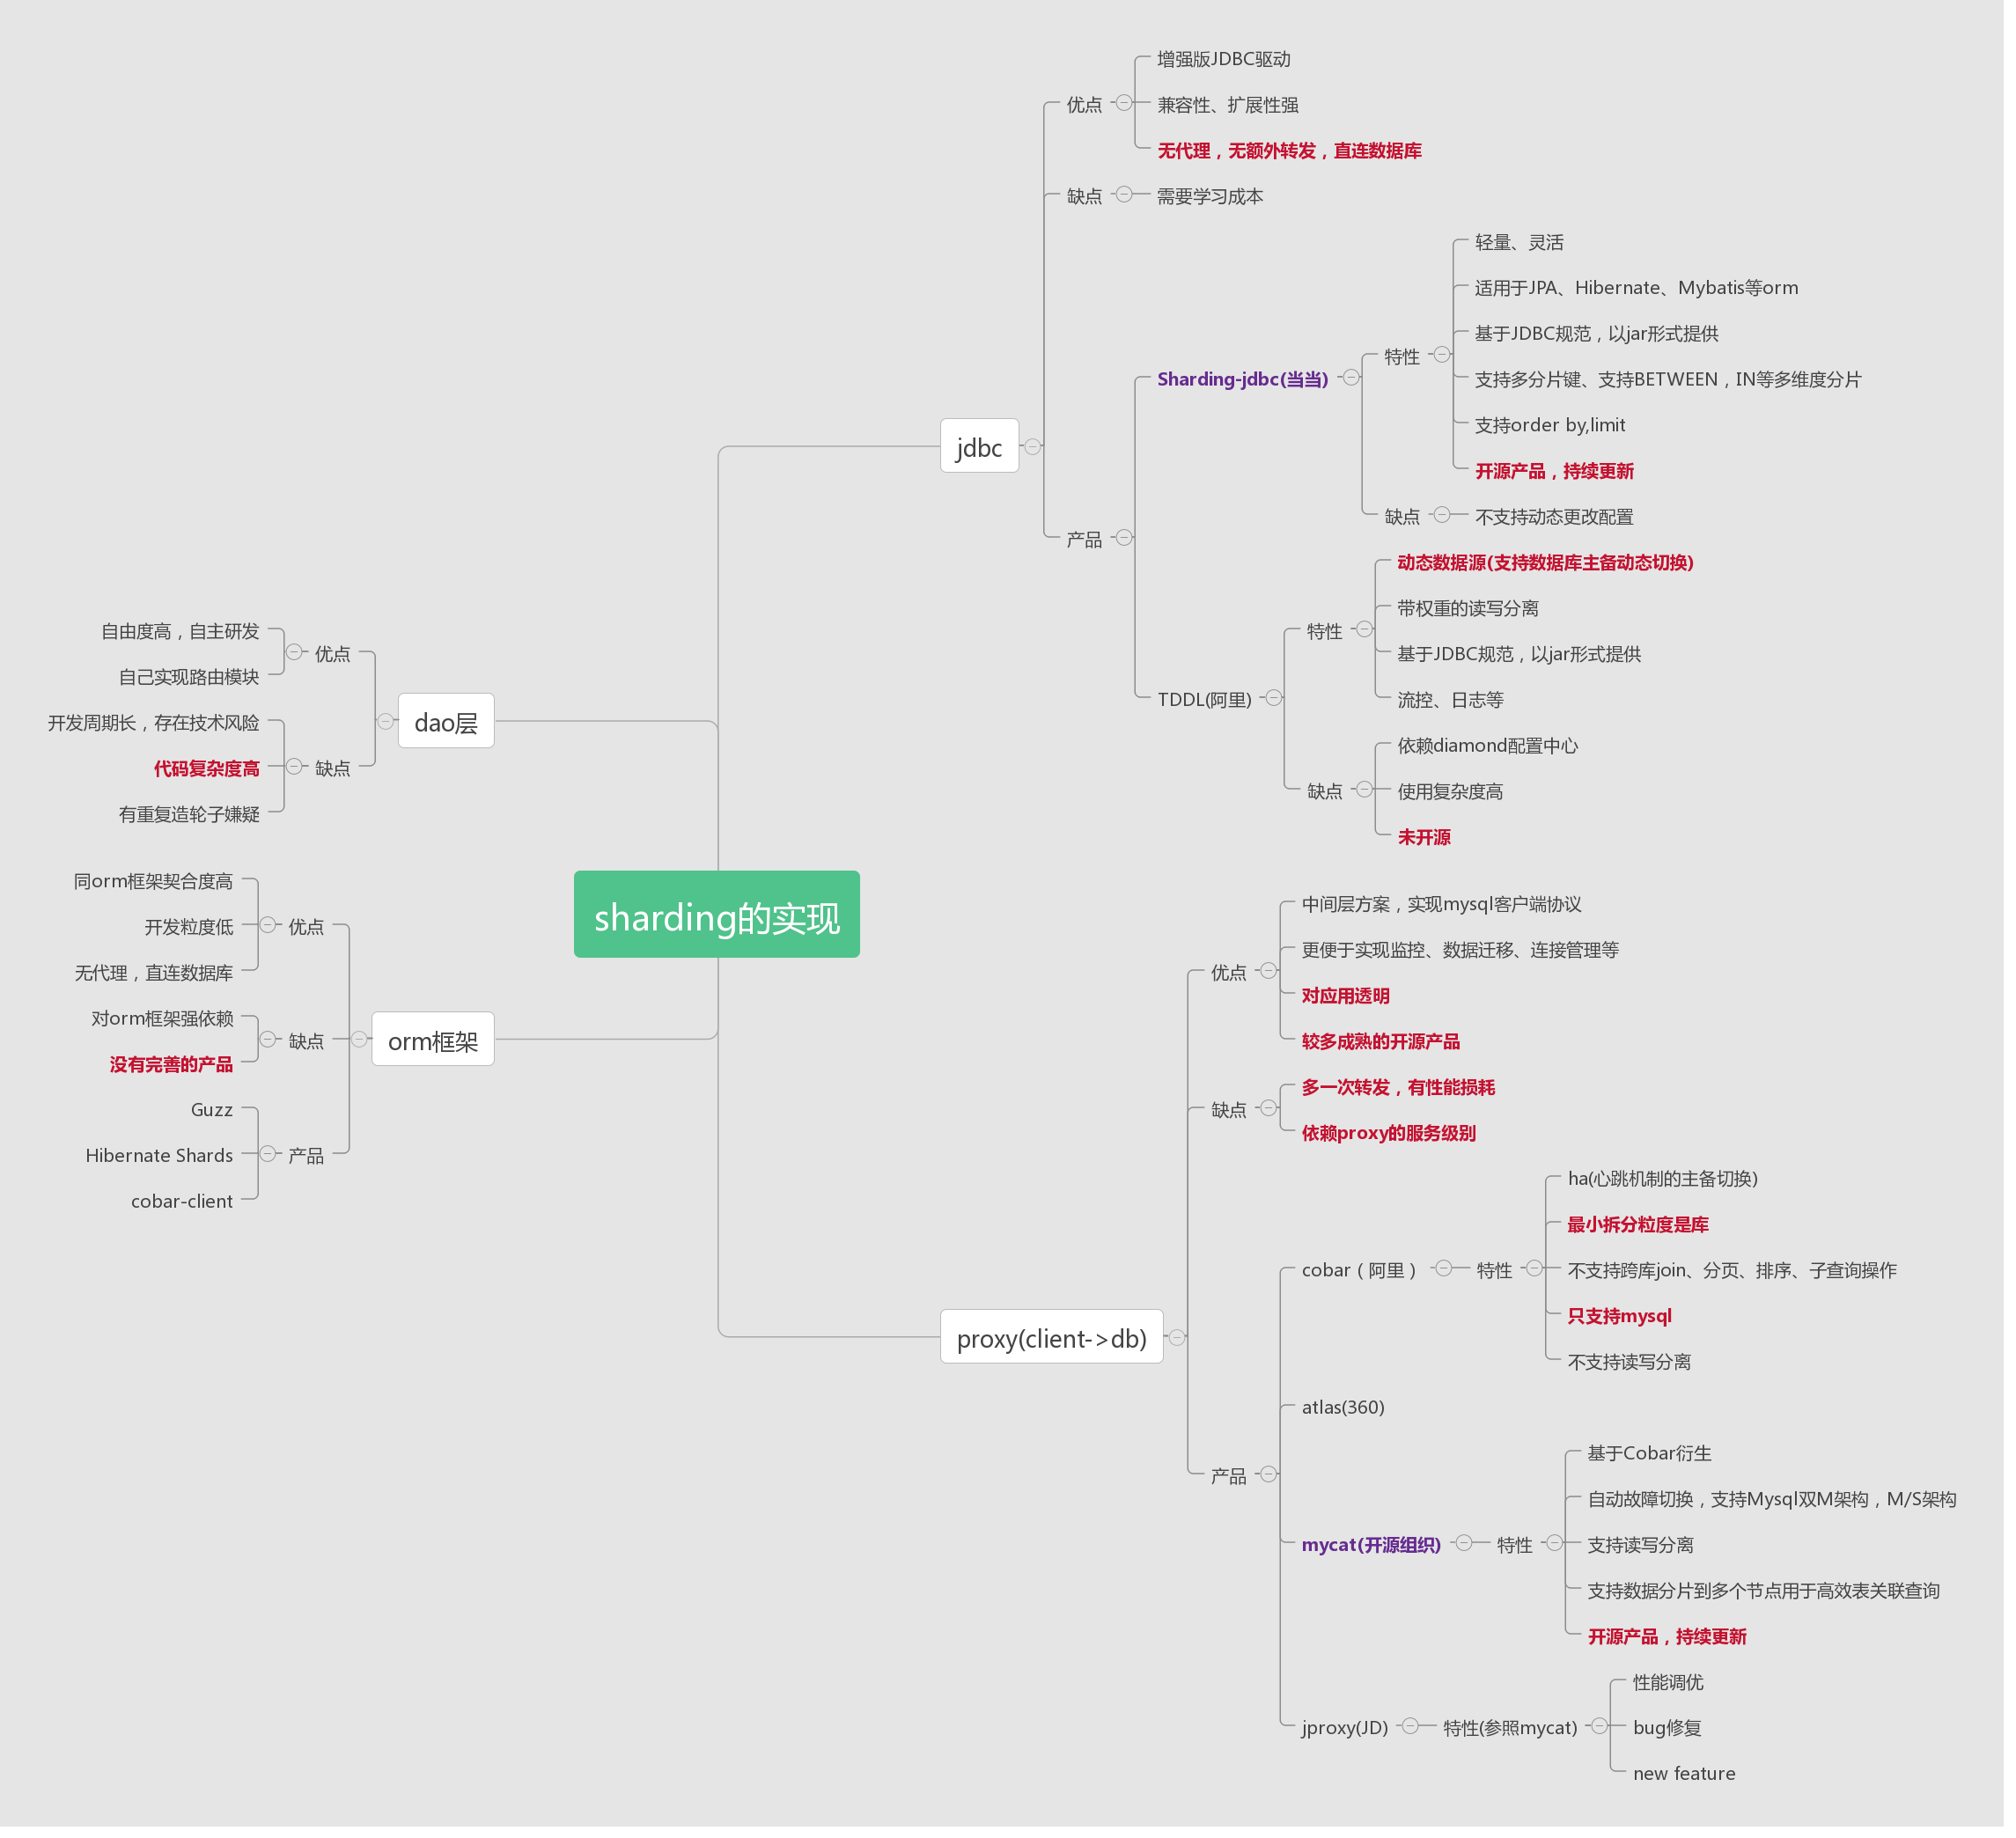 sharding的实现
jdbc
优点
增强版JDBC驱动
兼容性、扩展性强
无代理，无额外转发，直连数据库
缺点
需要学习成本
产品
Sharding-jdbc(当当)
特性
轻量、灵活
适用于JPA、Hibernate、Mybatis等orm
基于JDBC规范，以jar形式提供
支持多分片键、支持BETWEEN，IN等多维度分片
支持order by,limit
开源产品，持续更新
缺点
不支持动态更改配置
TDDL(阿里)
特性
动态数据源(支持数据库主备动态切换)
带权重的读写分离
基于JDBC规范，以jar形式提供
流控、日志等
缺点
依赖diamond配置中心
使用复杂度高
未开源
proxy(client->db)
优点
中间层方案，实现mysql客户端协议
更便于实现监控、数据迁移、连接管理等
对应用透明
较多成熟的开源产品
缺点
多一次转发，有性能损耗
依赖proxy的服务级别
产品
cobar（阿里）
特性
ha(心跳机制的主备切换)
最小拆分粒度是库
不支持跨库join、分页、排序、子查询操作
只支持mysql
不支持读写分离
atlas(360)
mycat(开源组织)
特性
基于Cobar衍生
自动故障切换，支持Mysql双M架构，M/S架构
支持读写分离
支持数据分片到多个节点用于高效表关联查询
开源产品，持续更新
jproxy(JD)
特性(参照mycat)
性能调优
bug修复
new feature
dao层
优点
自由度高，自主研发
自己实现路由模块
缺点
开发周期长，存在技术风险
代码复杂度高
有重复造轮子嫌疑
orm框架
优点
同orm框架契合度高
开发粒度低
无代理，直连数据库
缺点
对orm框架强依赖
没有完善的产品
产品
Guzz
Hibernate Shards
cobar-client